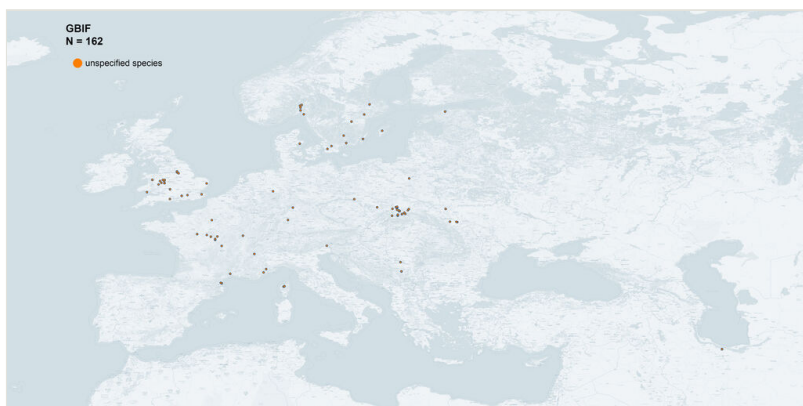 GBIF
N = 162
unspecified species